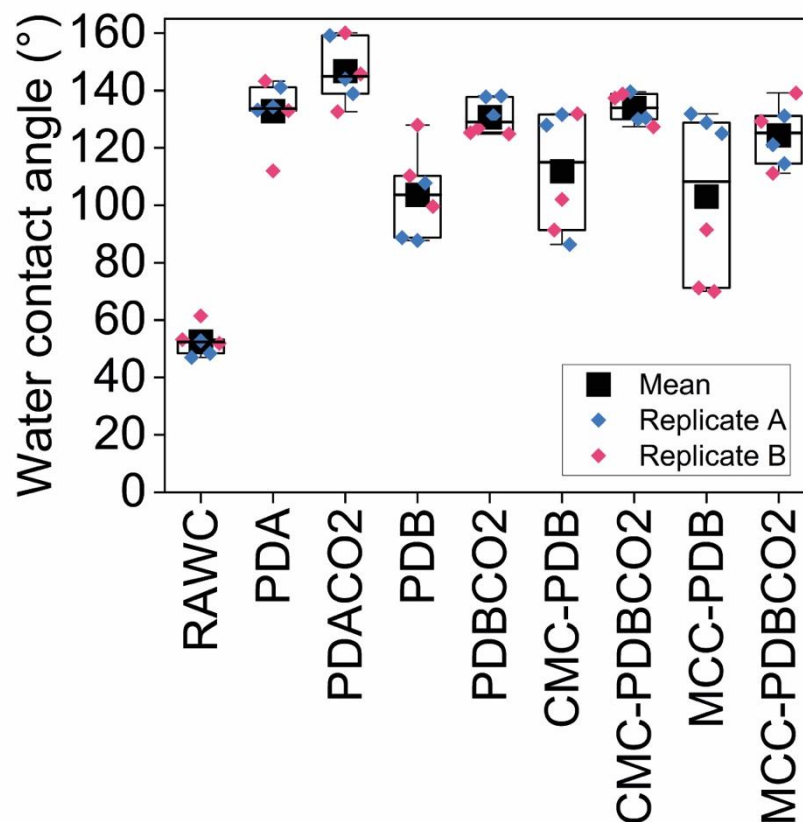 Water contact angle (°)
160
140
120
100
80
60
40
20
0
Mean
Replicate A
Replicate B
RAWC
PDA
PDACO2
PDB
PDBCO2
CMC-PDB
CMC-PDBCO2
MCC-PDB
MCC-PDBCO2